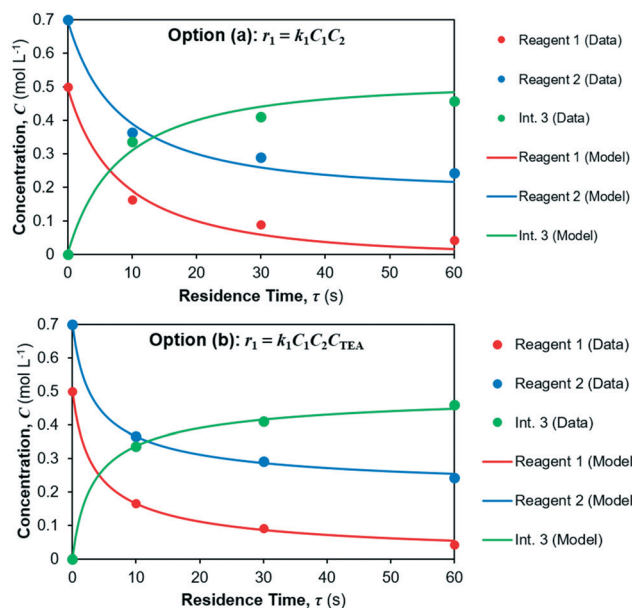 Option (a): r₁ = k₁C₁C₂
Concentration, C (mol L⁻¹)
0.7
0.6
0.5
0.4
0.3
0.2
0.1
0
0 10 20 30 40 50 60
Residence Time, τ (s)
Reagent 1 (Data)
Reagent 2 (Data)
Int. 3 (Data)
Reagent 1 (Model)
Reagent 2 (Model)
Int. 3 (Model)
Option (b): r₁ = k₁C₁C₂C_TEA
Concentration, C (mol L⁻¹)
0.7
0.6
0.5
0.4
0.3
0.2
0.1
0
0 10 20 30 40 50 60
Residence Time, τ (s)
Reagent 1 (Data)
Reagent 2 (Data)
Int. 3 (Data)
Reagent 1 (Model)
Reagent 2 (Model)
Int. 3 (Model)